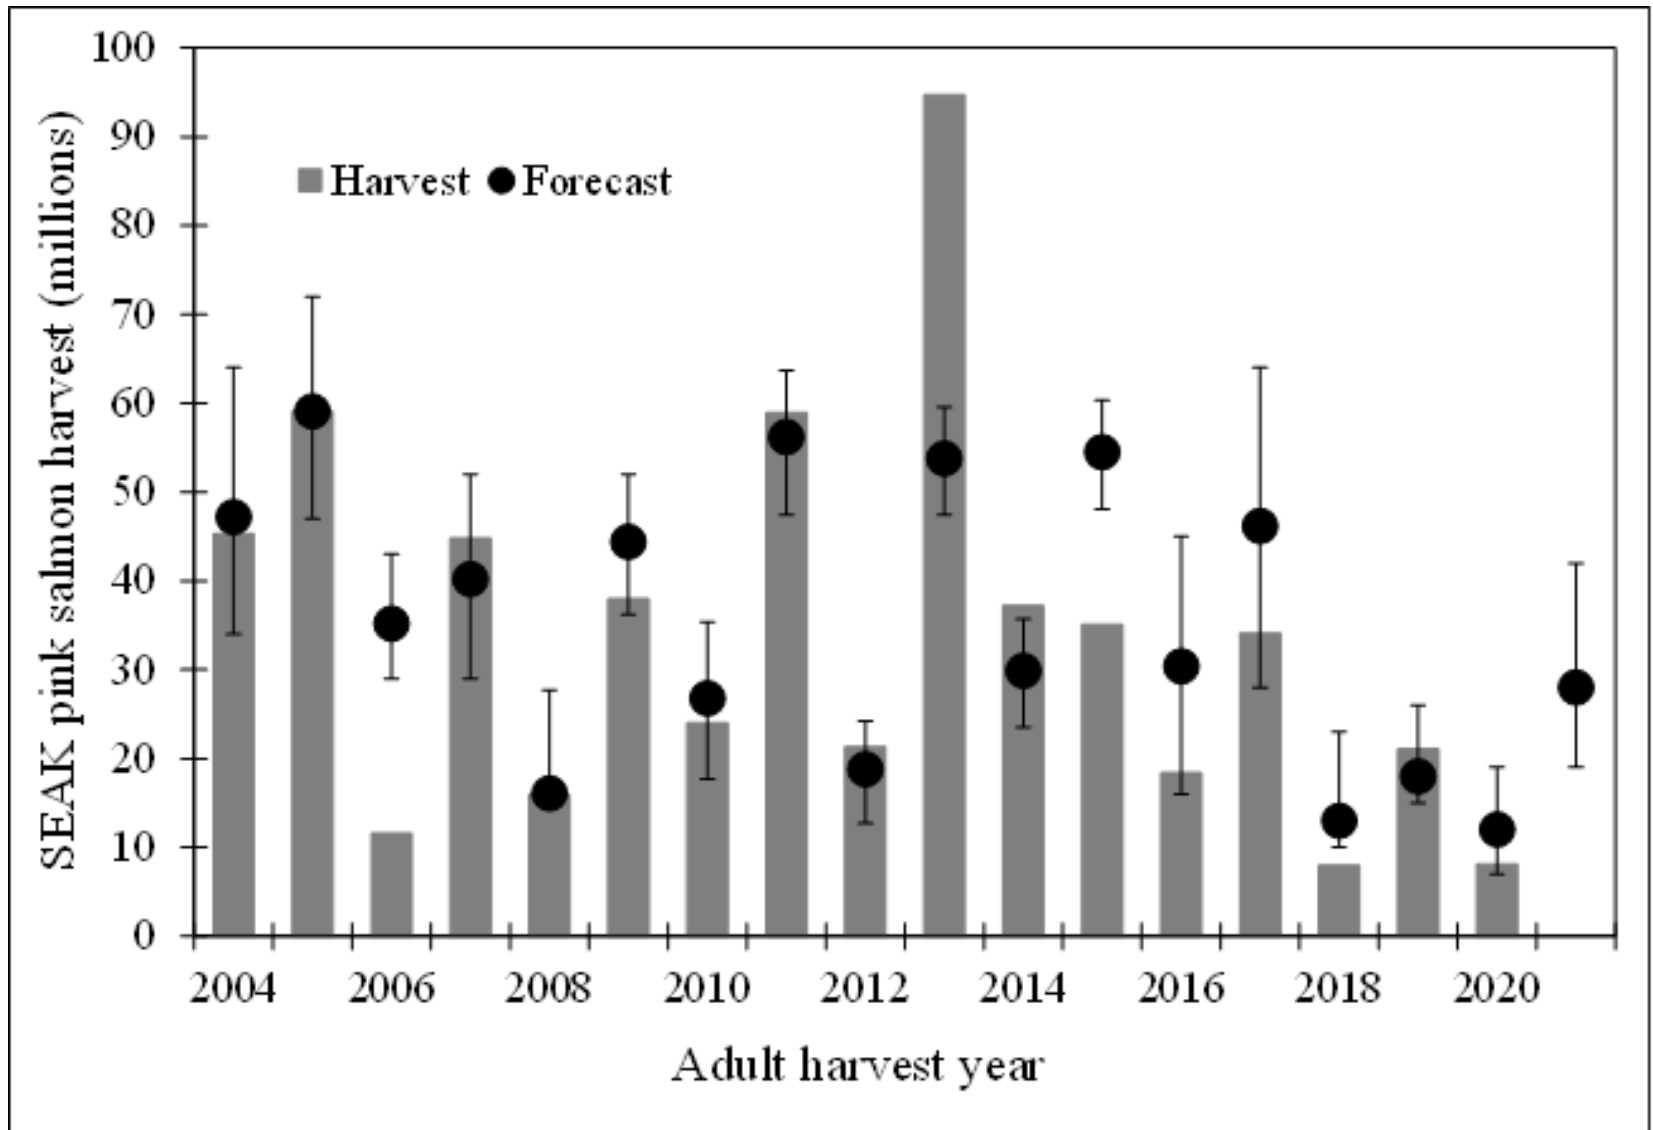 SEAK pink salmon harvest (millions)
100
90
80
70
60
50
40
30
20
10
0
Harvest Forecast
2004 2006 2008 2010 2012 2014 2016 2018 2020
Adult harvest year